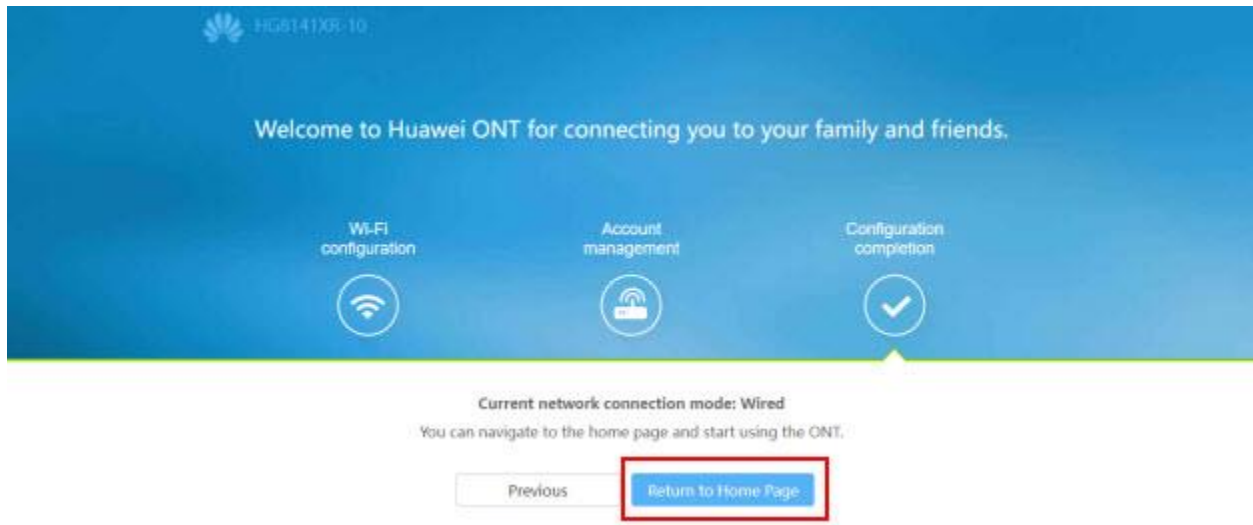 HG8141XR-10
Welcome to Huawei ONT for connecting you to your family and friends.
Wi-Fi
configuration
Account
management
Configuration
completion
Current network connection mode: Wired
You can navigate to the home page and start using the ONT.
Previous
Return to Home Page